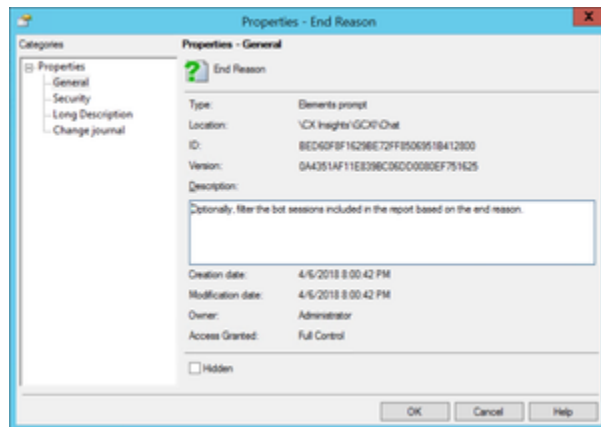 Properties - End Reason
Categories
Properties
General
Security
Long Description
Change journal
Properties - General
End Reason
Type: Elements prompt
Location: \CX Insights\GCXI\Chat
ID: BED60F8F1629BE72FF8506951B412800
Version: 0A4351AF11E839BC06DD0080EF751625
Description:
Optionally, filter the bot sessions included in the report based on the end reason.
Creation date: 4/6/2018 8:00:42 PM
Modification date: 4/6/2018 8:00:42 PM
Owner: Administrator
Access Granted: Full Control
Hidden
OK Cancel Help